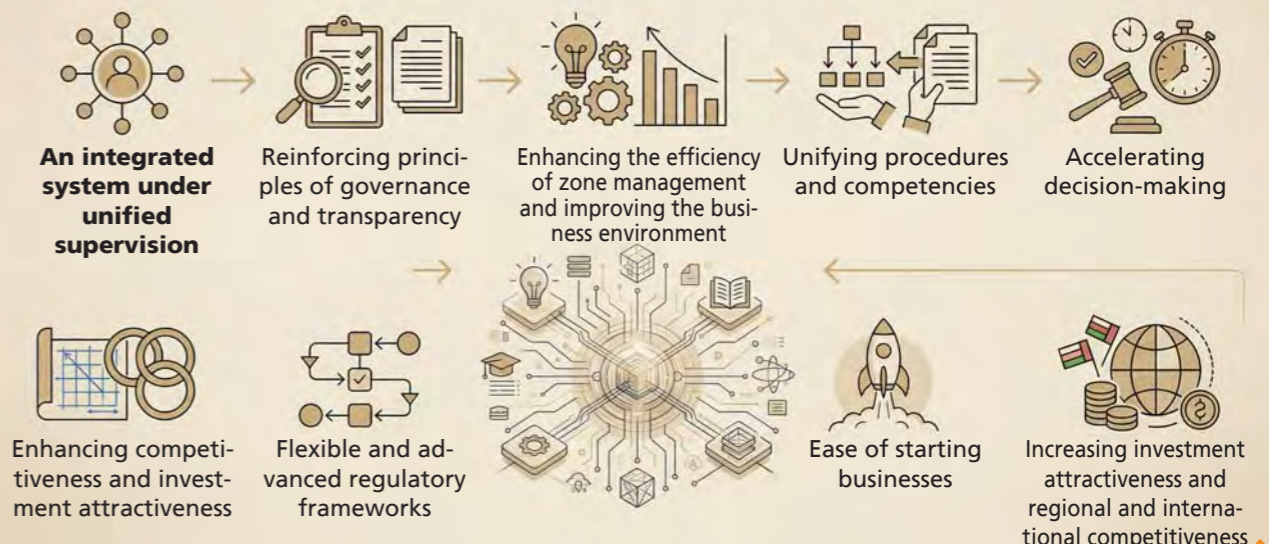 An integrated
system under
unified
supervision
Reinforcing princi-
ples of governance
and transparency
Enhancing the efficiency
of zone management
and improving the busi-
ness environment
Unifying procedures
and competencies
Accelerating
decision-making
Enhancing competi-
tiveness and invest-
ment attractiveness
Flexible and ad-
vanced regulatory
frameworks
Ease of starting
businesses
Increasing investment
attractiveness and
regional and interna-
tional competitiveness